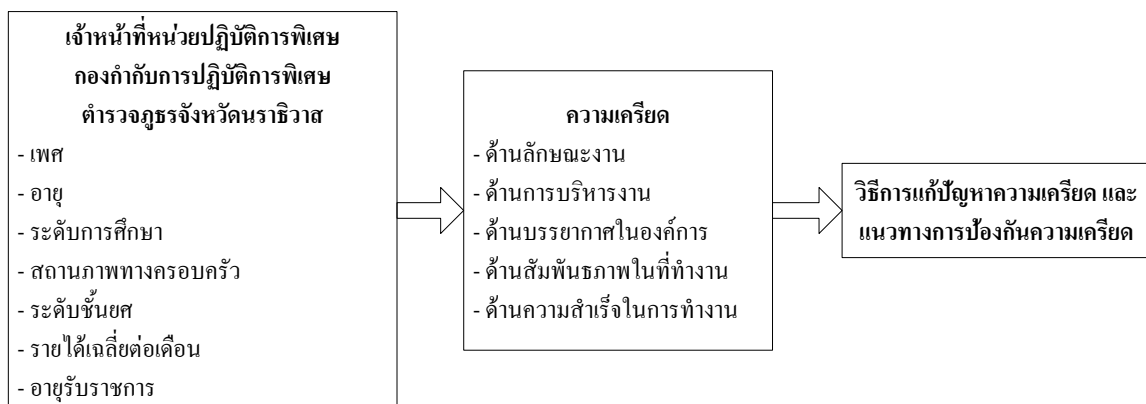 เจ้าหน้าที่หน่วยปฏิบัติการพิเศษ
กองกำกับการปฏิบัติการพิเศษ
ตำรวจภูธรจังหวัดนราธิวาส
- เพศ
- อายุ
- ระดับการศึกษา
- สถานภาพทางครอบครัว
- ระดับชั้นยศ
- รายได้เฉลี่ยต่อเดือน
- อายุรับราชการ
ความเครียด
- ด้านลักษณะงาน
- ด้านการบริหารงาน
- ด้านบรรยากาศในองค์การ
- ด้านสัมพันธภาพในที่ทำงาน
- ด้านความสำเร็จในการทำงาน
วิธีการแก้ปัญหาความเครียด และ
แนวทางการป้องกันความเครียด